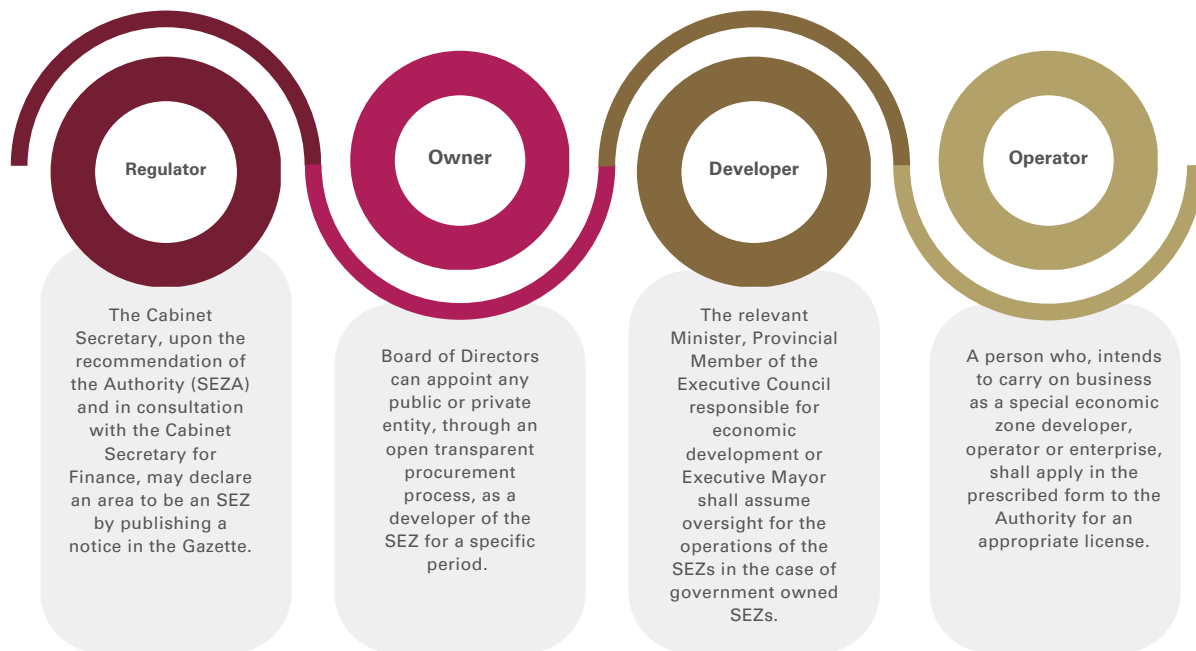 Regulator
The Cabinet
Secretary, upon the
recommendation of
the Authority (SEZA)
and in consultation
with the Cabinet
Secretary for
Finance, may declare
an area to be an SEZ
by publishing a
notice in the Gazette.
Owner
Board of Directors
can appoint any
public or private
entity, through an
open transparent
procurement
process, as a
developer of the
SEZ for a specific
period.
Developer
The relevant
Minister, Provincial
Member of the
Executive Council
responsible for
economic
development or
Executive Mayor
shall assume
oversight for the
operations of the
SEZs in the case of
government owned
SEZs.
Operator
A person who, intends
to carry on business
as a special economic
zone developer,
operator or enterprise,
shall apply in the
prescribed form to the
Authority for an
appropriate license.